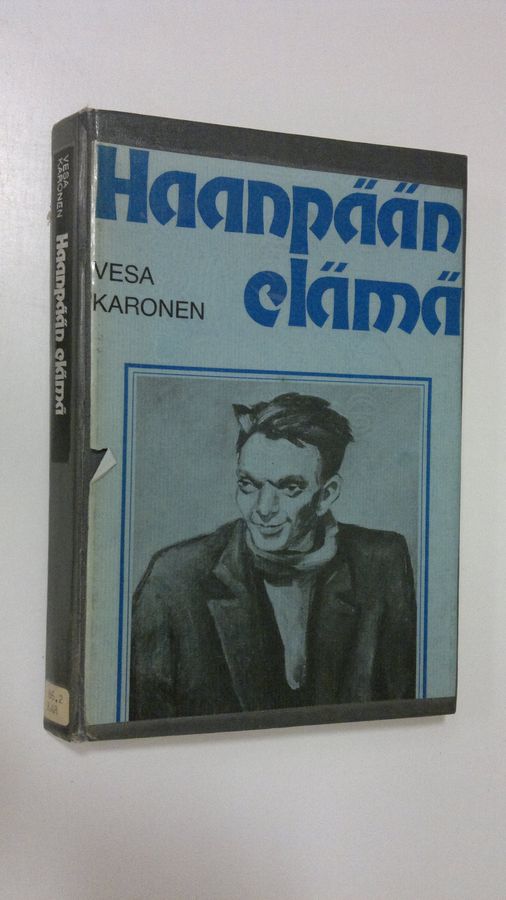 Haanpään
elämä
VESA
KARONEN
VESA
KARONEN
Haanpään elämä